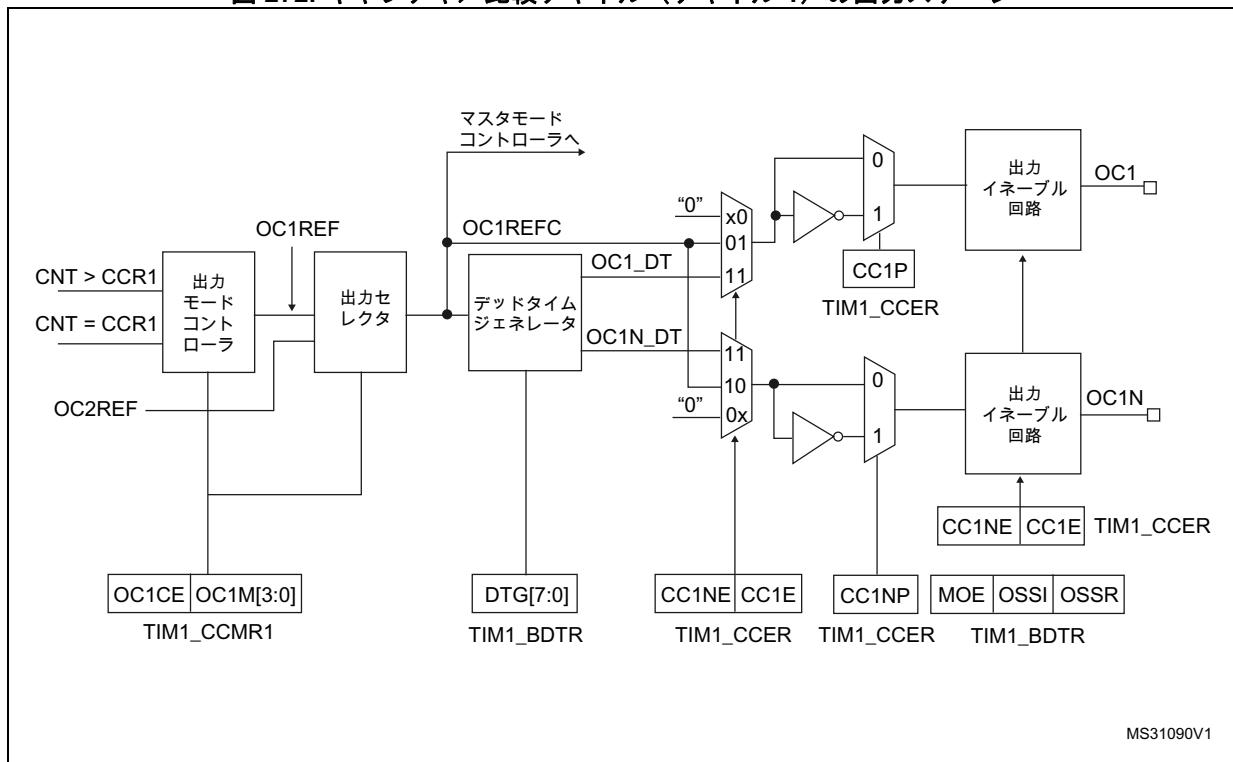 マスタモード
コントローラへ
OC1REF
OC1REFC
CNT > CCR1
CNT = CCR1
OC2REF
出力
モード
コント
ローラ
出力セ
レクタ
デッドタイム
ジェネレータ
OC1_DT
OC1N_DT
“0”
x0
01
11
11
10
“0”
0x
0
1
CC1P
TIM1_CCER
0
1
出力
イネーブル
回路
OC1
出力
イネーブル
回路
OC1N
CC1NE CC1E TIM1_CCER
OC1CE OC1M[3:0]
TIM1_CCMR1
DTG[7:0]
TIM1_BDTR
CC1NE CC1E
TIM1_CCER
CC1NP
TIM1_CCER
MOE OSSI OSSR
TIM1_BDTR
MS31090V1